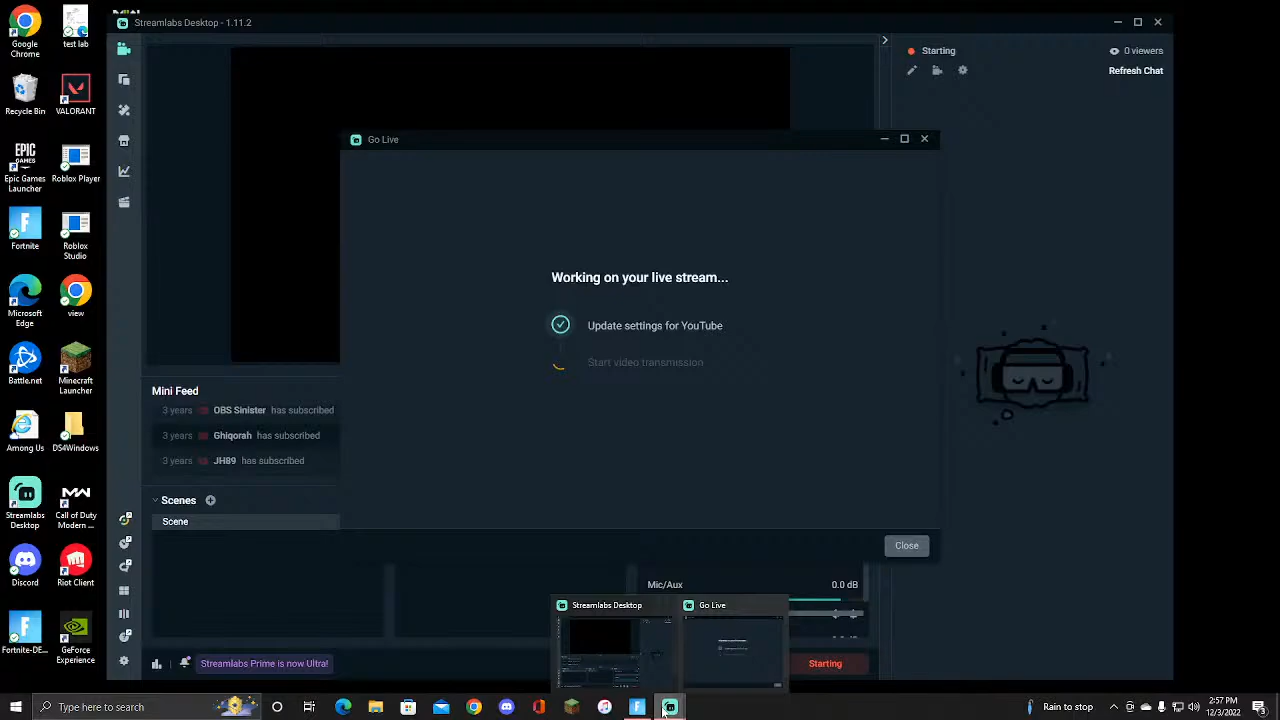 Google
Chrome
test lab
Recycle Bin
VALORANT
EPIC
GAMES
Epic Games
Launcher
Roblox Player
Fortnite
Roblox
Studio
Microsoft
Edge
view
Battle.net
Minecraft
Launcher
Among Us
DS4Windows
Streamlabs
Desktop
Call of Duty
Modern ...
Discord
Riot Client
GeForce
Experience
Streamlabs Desktop - 1.11.2
Starting
0 viewers
Refresh Chat
Go Live
Working on your live stream...
Update settings for YouTube
Start video transmission
Close
Mini Feed
3 years OBS Sinister has subscribed
3 years Ghiqorah has subscribed
3 years JH89 has subscribed
Scenes
Scene
Mic/Aux
0.0 dB
Streamlabs Desktop
Go Live
Streamlabs Prime is now Ultra!
Starting
Type here to search
Rain to stop
2:57 PM
12/3/2022